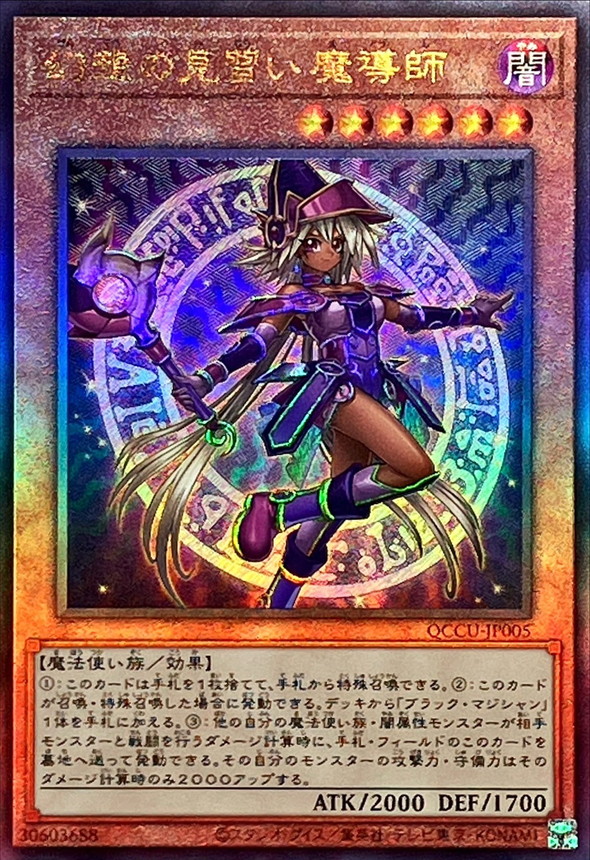 幻想の見習い魔導師
闇
QCCU-JP005
【魔法使い族／効果】
①：このカードは手札を１枚捨てて、手札から特殊召喚できる。②：このカード
が召喚・特殊召喚した場合に発動できる。デッキから「ブラック・マジシャン」
１体を手札に加える。③：他の自分の魔法使い族・闇属性モンスターが相手
モンスターと戦闘を行うダメージ計算時に、手札・フィールドのこのカードを
墓地へ送って発動できる。その自分のモンスターの攻撃力・守備力はその
ダメージ計算時のみ２０００アップする。
ATK/2000 DEF/1700
30603688
©スタジオ・ダイス／集英社・テレビ東京・KONAMI